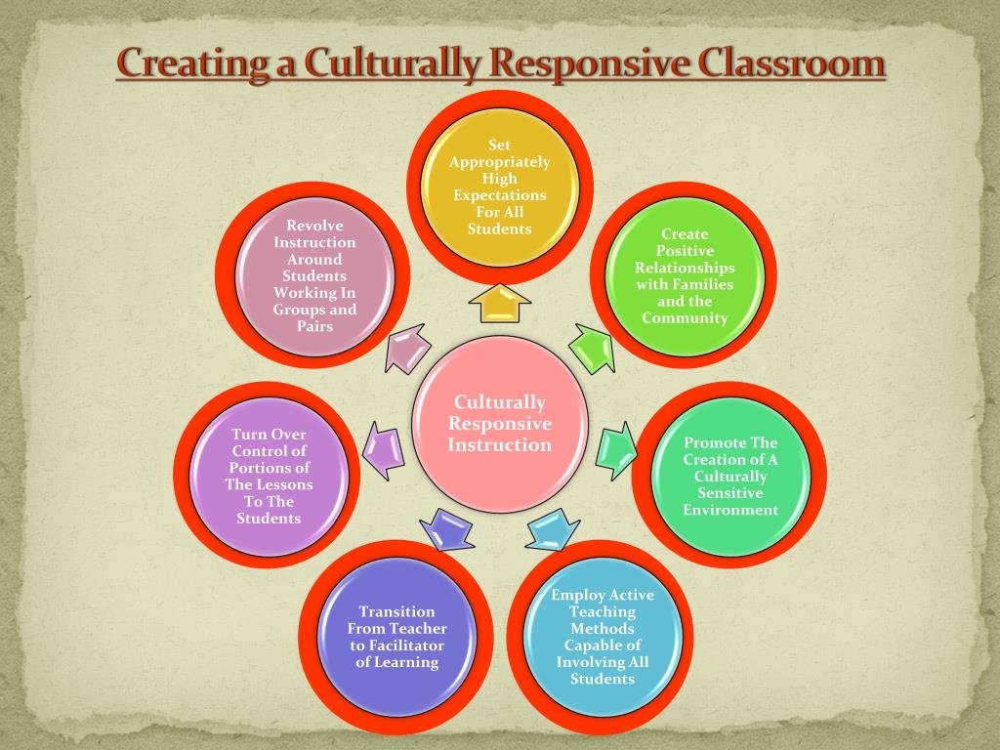 Creating a Culturally Responsive Classroom
Set
Appropriately
High
Expectations
For All
Students
Create
Positive
Relationships
with Families
and the
Community
Promote The
Creation of A
Culturally
Sensitive
Environment
Employ Active
Teaching
Methods
Capable of
Involving All
Students
Transition
From Teacher
to Facilitator
of Learning
Turn Over
Control of
Portions of
The Lessons
To The
Students
Revolve
Instruction
Around
Students
Working In
Groups and
Pairs
Culturally
Responsive
Instruction